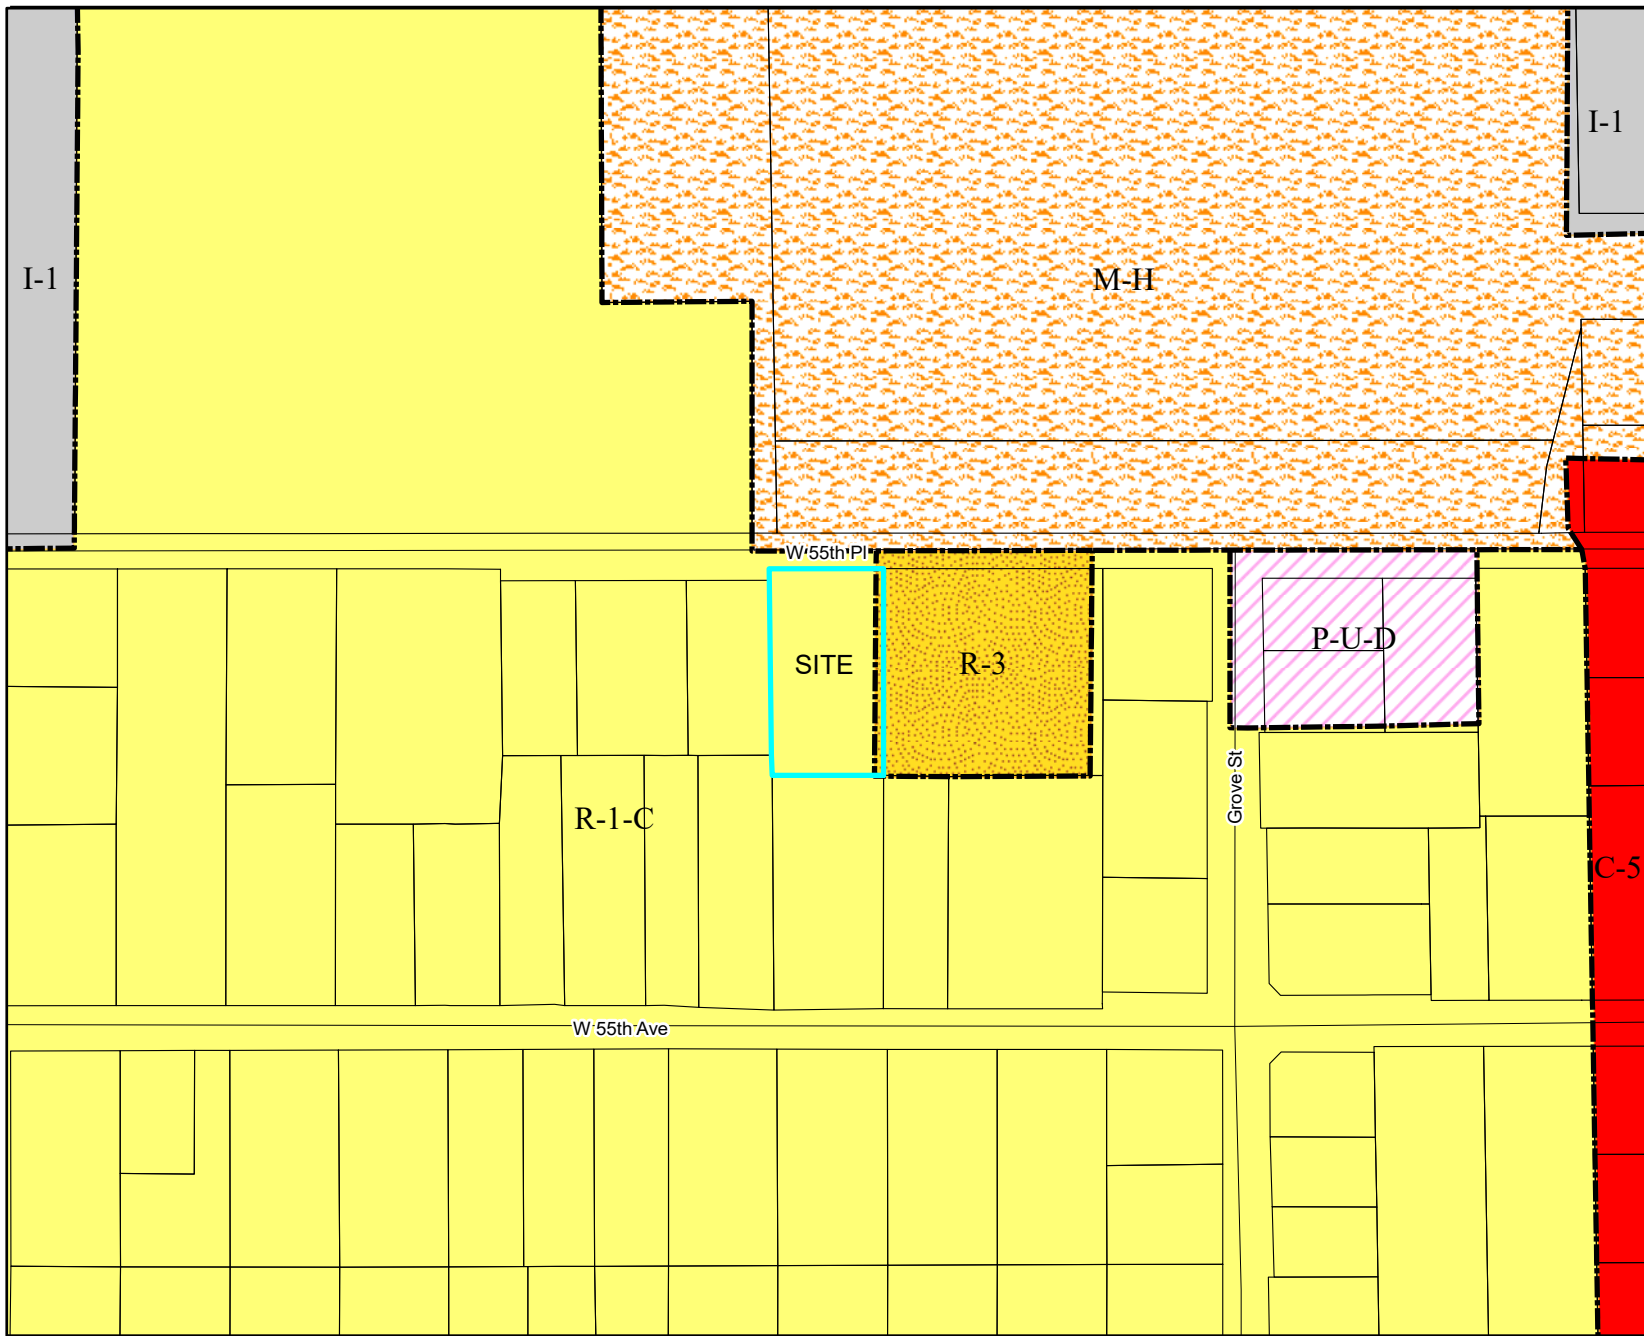 I-1
I-1
M-H
W 55th Pl
P-U-D
SITE
R-3
Grove St
R-1-C
C-5
W 55th Ave